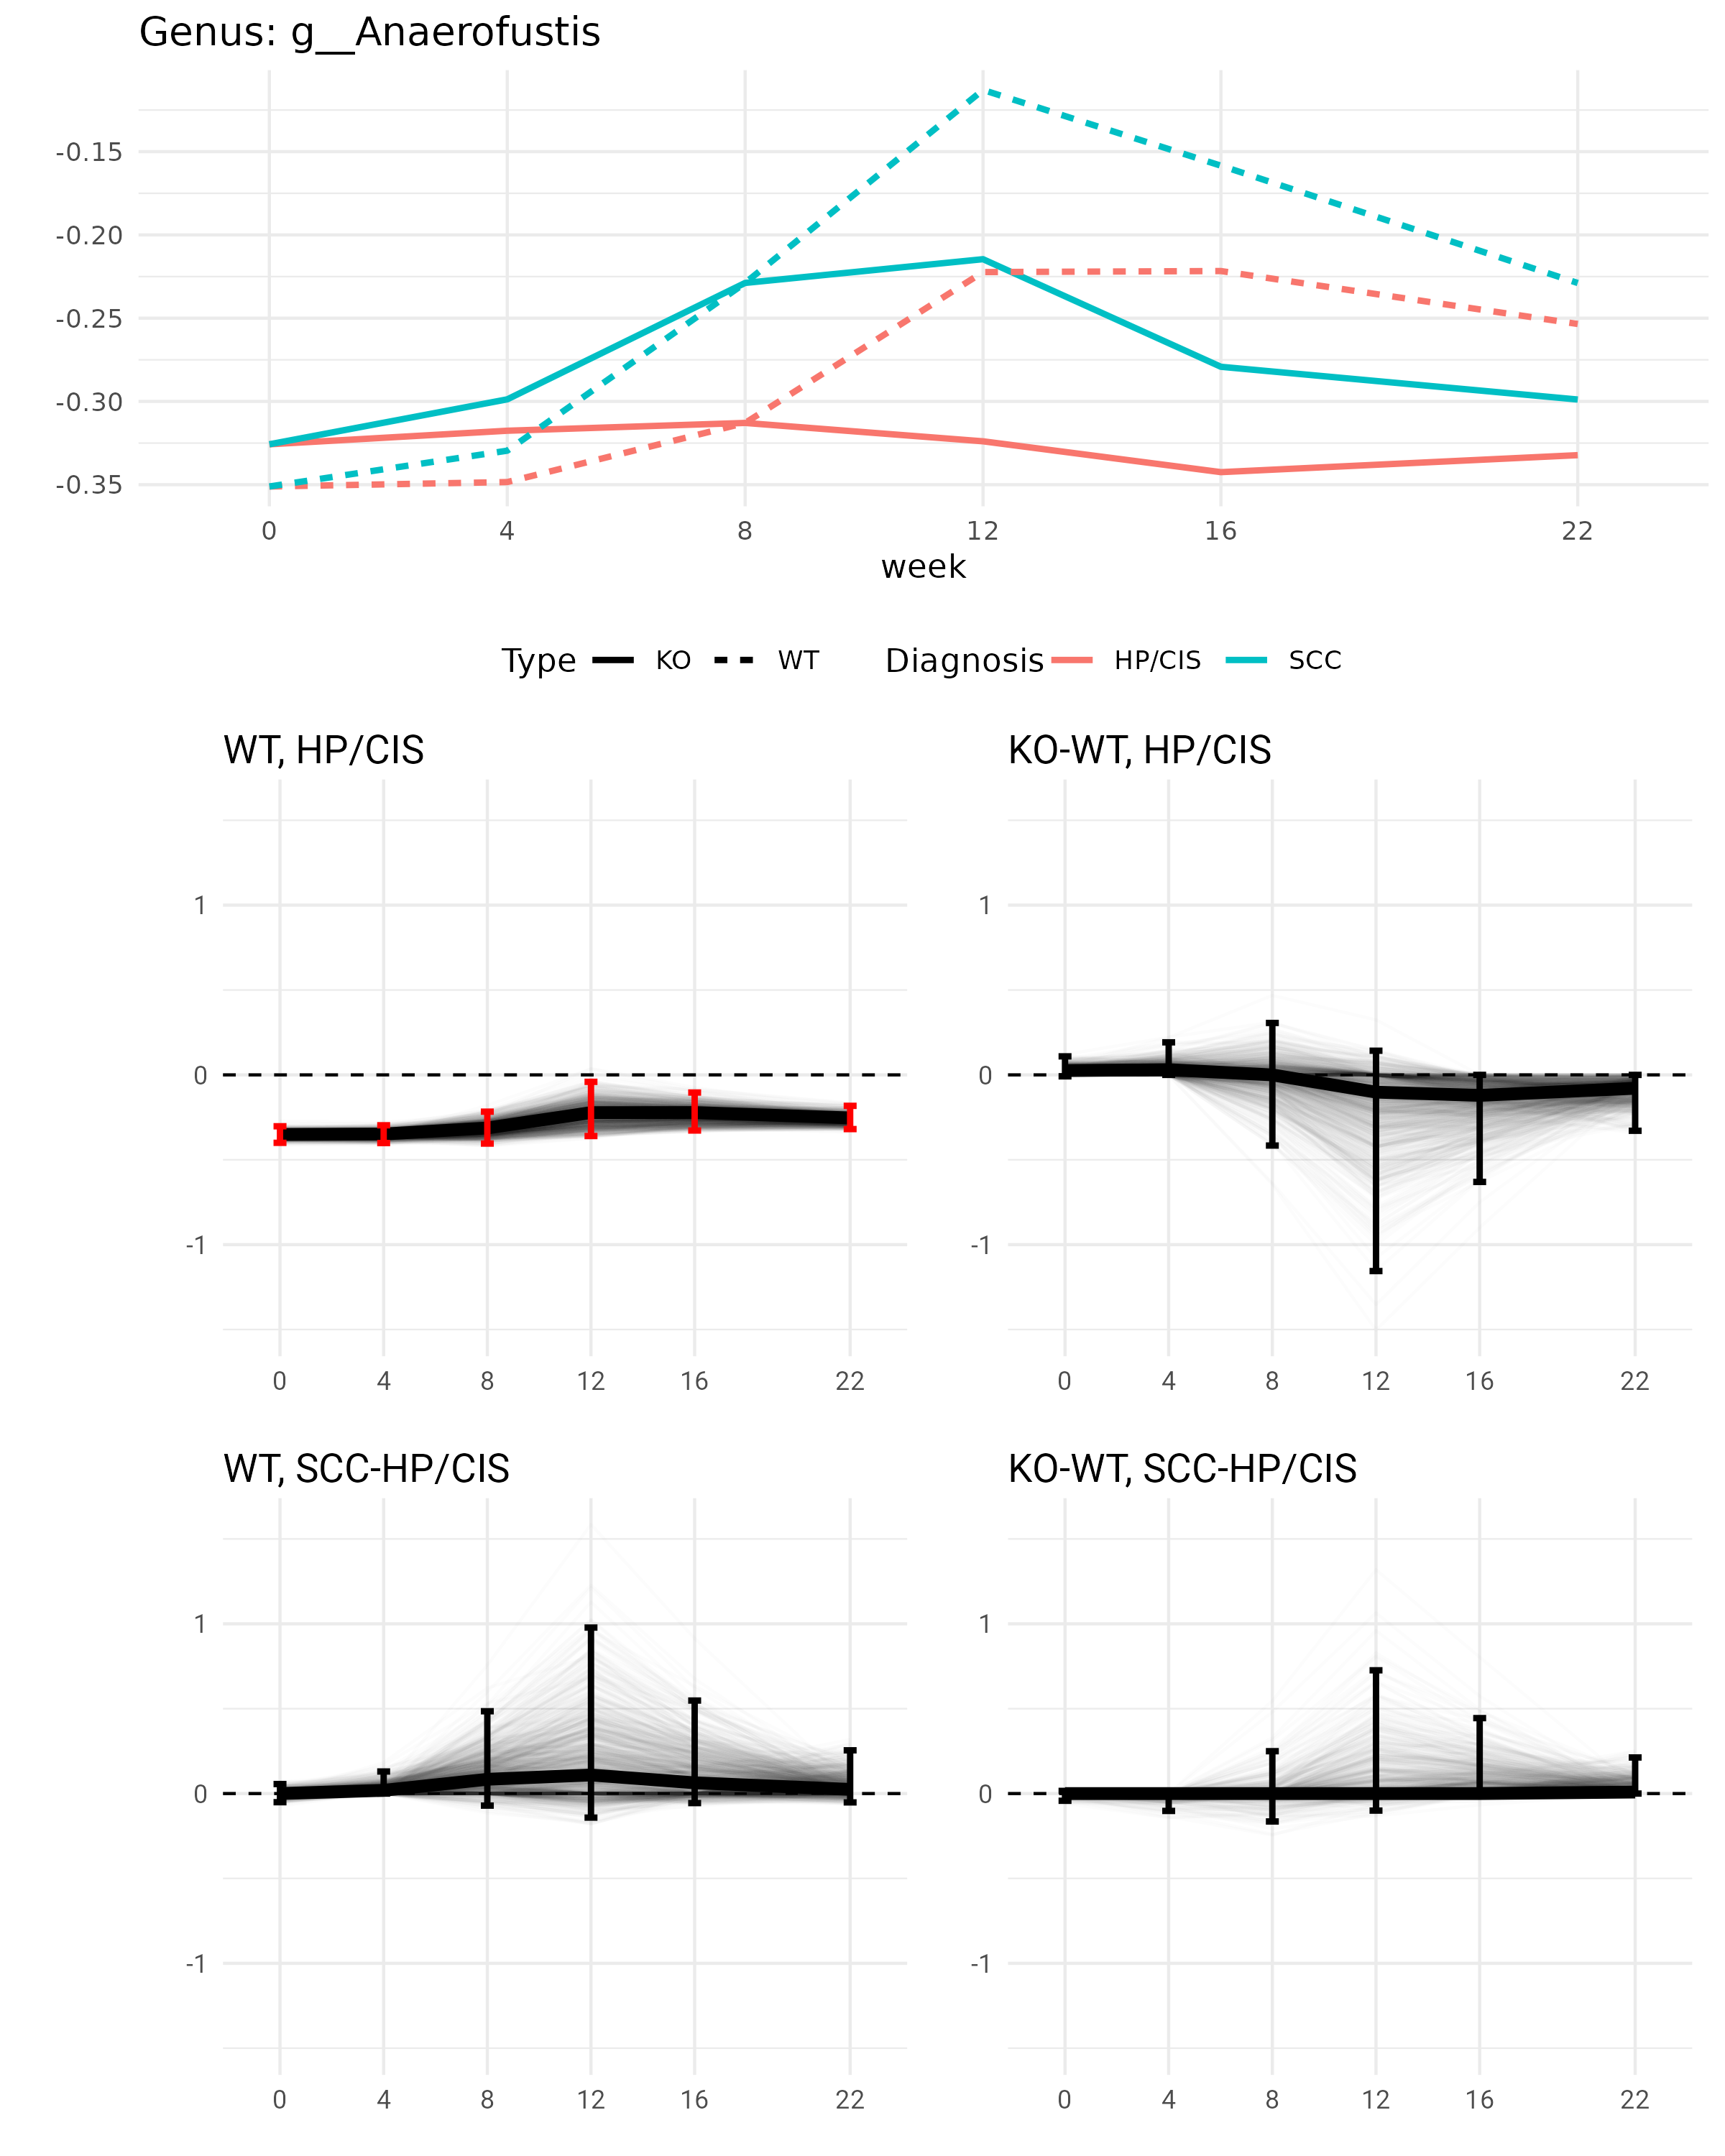 Genus: g__Anaerofustis
-0.15
-0.20
-0.25
-0.30
-0.35
0 4 8 12 16 22
week
Type KO WT Diagnosis HP/CIS SCC
WT, HP/CIS
1
0
-1
0 4 8 12 16 22
KO-WT, HP/CIS
1
0
-1
0 4 8 12 16 22
WT, SCC-HP/CIS
1
0
-1
0 4 8 12 16 22
KO-WT, SCC-HP/CIS
1
0
-1
0 4 8 12 16 22